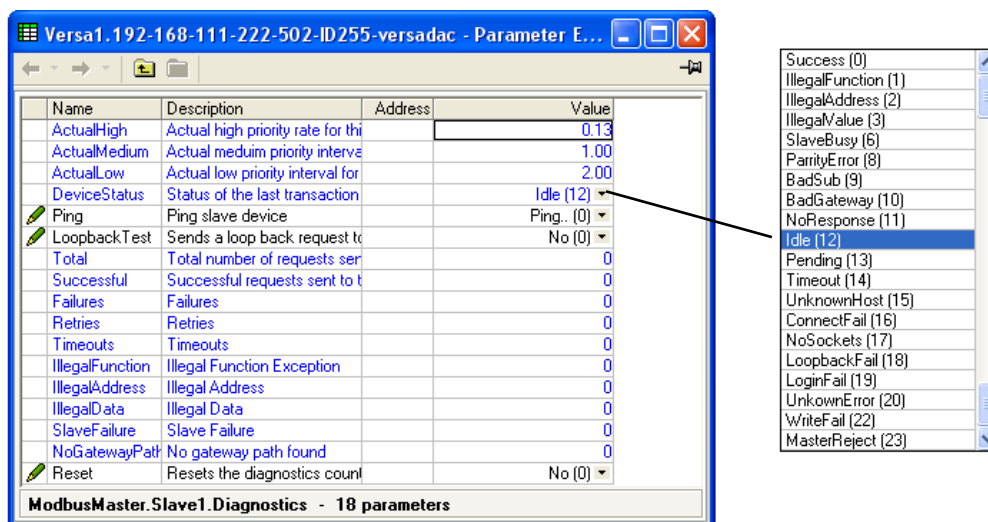 Versa1.192-168-111-222-502-ID255-versadac - Parameter E...
Name Description Address Value
ActualHigh Actual high priority rate for thi 0.13
ActualMedium Actual meduim priority interva 1.00
ActualLow Actual low priority interval for 2.00
DeviceStatus Status of the last transaction Idle (12)
Ping Ping slave device Ping.. (0)
LoopbackTest Sends a loop back request to No (0)
Total Total number of requests ser 0
Successful Successful requests sent to t 0
Failures Failures 0
Retries Retries 0
Timeouts Timeouts 0
IllegalFunction Illegal Function Exception 0
IllegalAddress Illegal Address 0
IllegalData Illegal Data 0
SlaveFailure Slave Failure 0
NoGatewayPath No gateway path found 0
Reset Resets the diagnostics count No (0)
ModbusMaster.Slave1.Diagnostics - 18 parameters
Success (0)
IllegalFunction (1)
IllegalAddress (2)
IllegalValue (3)
SlaveBusy (6)
ParrityError (8)
BadSub (9)
BadGateway (10)
NoResponse (11)
Idle (12)
Pending (13)
Timeout (14)
UnknownHost (15)
ConnectFail (16)
NoSockets (17)
LoopbackFail (18)
LoginFail (19)
UnkownError (20)
WriteFail (22)
MasterReject (23)